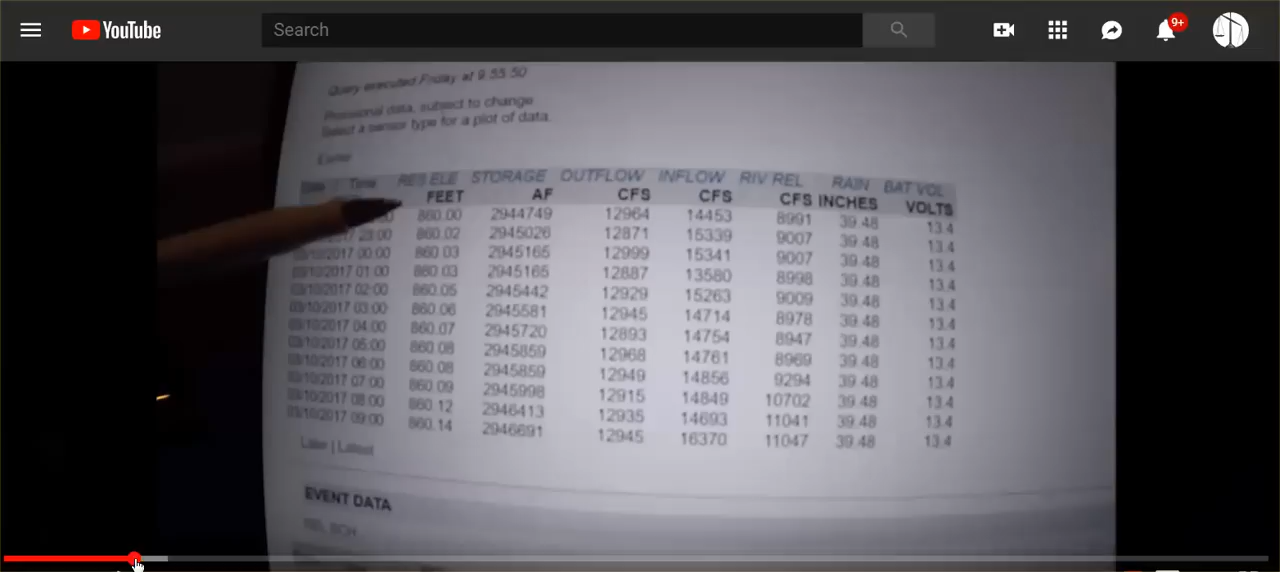 YouTube
Search
9+
Query executed Friday at 9:55:50
Provisional data, subject to change
Select a sensor type for a plot of data.
Earlier
Date Time RES ELE STORAGE OUTFLOW INFLOW RIV REL RAIN BAT VOL
FEET AF CFS CFS CFS INCHES VOLTS
860.00 2944749 12964 14453 8991 39.48 13.4
23:00 860.02 2945026 12871 15339 9007 39.48 13.4
03/10/2017 00:00 860.03 2945165 12999 15341 9007 39.48 13.4
03/10/2017 01:00 860.03 2945165 12887 13580 8998 39.48 13.4
03/10/2017 02:00 860.05 2945442 12929 15263 9009 39.48 13.4
03/10/2017 03:00 860.06 2945581 12945 14714 8978 39.48 13.4
03/10/2017 04:00 860.07 2945720 12893 14754 8947 39.48 13.4
03/10/2017 05:00 860.08 2945859 12968 14761 8969 39.48 13.4
03/10/2017 06:00 860.08 2945859 12949 14856 9294 39.48 13.4
03/10/2017 07:00 860.09 2945998 12915 14849 10702 39.48 13.4
03/10/2017 08:00 860.12 2946413 12935 14693 11041 39.48 13.4
03/10/2017 09:00 860.14 2946691 12945 16370 11047 39.48 13.4
Later | Latest
EVENT DATA